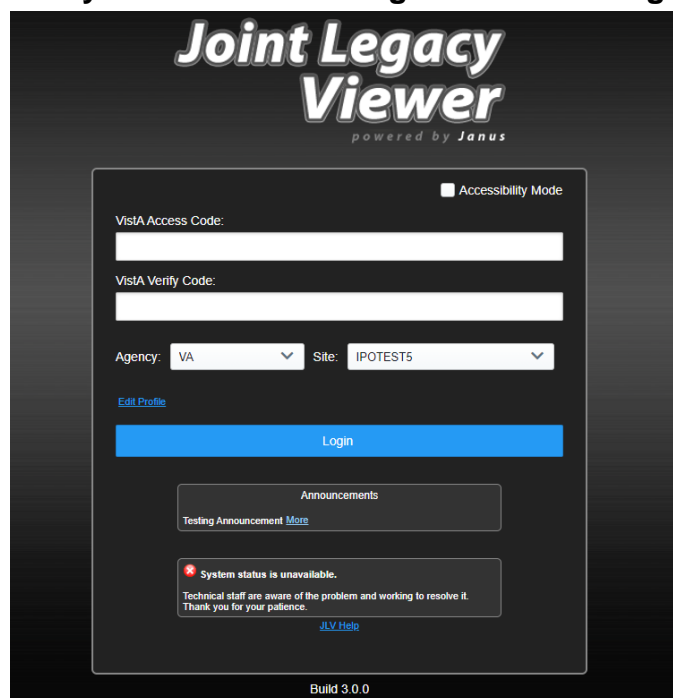 Joint Legacy
Viewer
powered by Janus
Accessibility Mode
VistA Access Code:
VistA Verify Code:
Agency: VA Site: IPOTEST5
Edit Profile
Login
Announcements
Testing Announcement More
System status is unavailable.
Technical staff are aware of the problem and working to resolve it.
Thank you for your patience.
JLV Help
Build 3.0.0